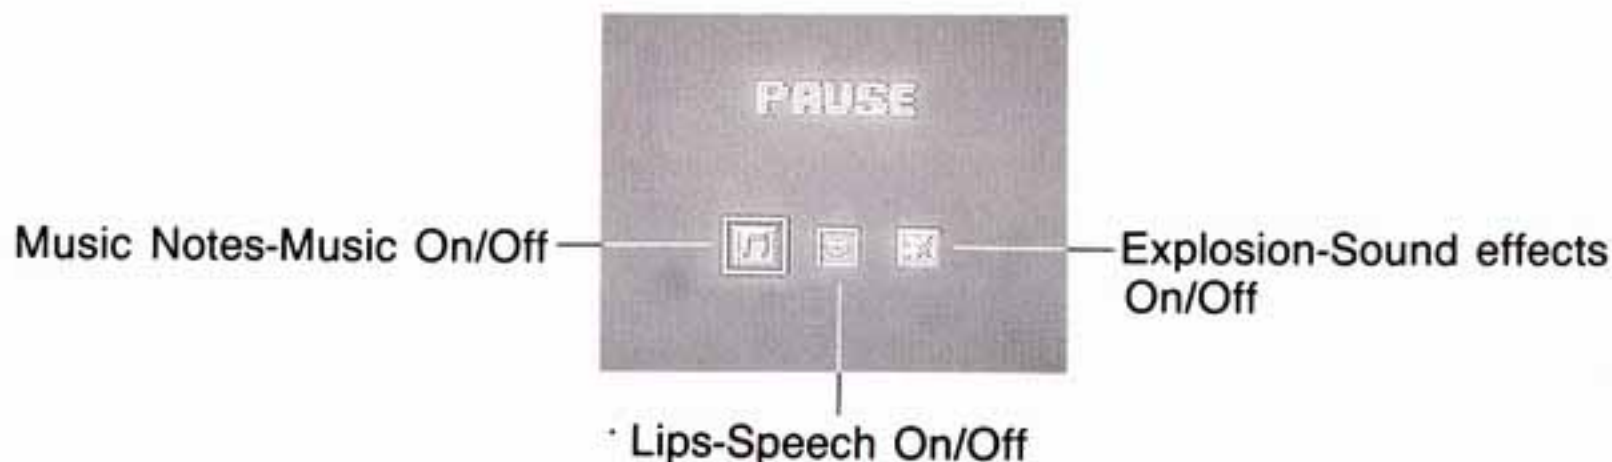 PAUSE
Music Notes-Music On/Off
Explosion-Sound effects
On/Off
Lips-Speech On/Off